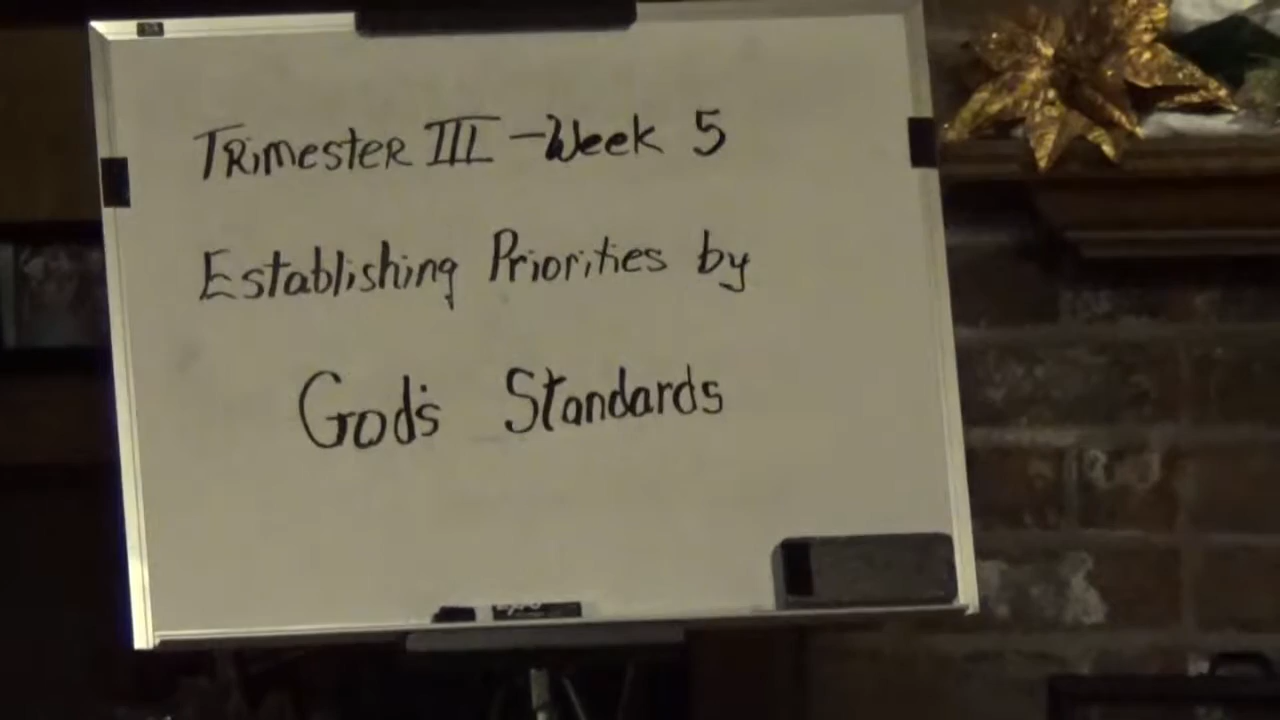 Trimester III - Week 5
Establishing Priorities by
God's Standards